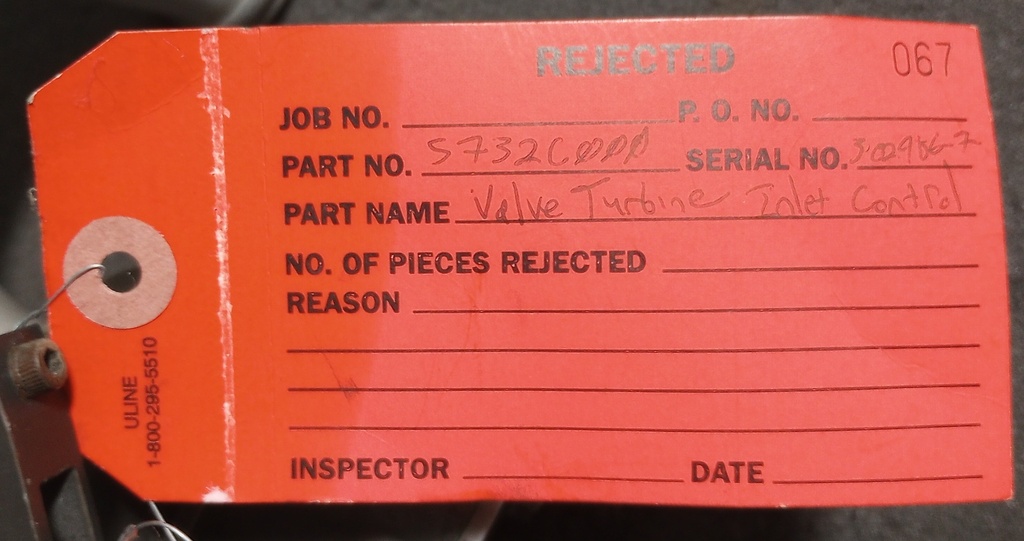 REJECTED 067
JOB NO. P. O. NO.
PART NO. S732C000 SERIAL NO.
PART NAME Valve Turbine Inlet Control
NO. OF PIECES REJECTED
REASON
INSPECTOR DATE
ULINE
1-800-295-5510